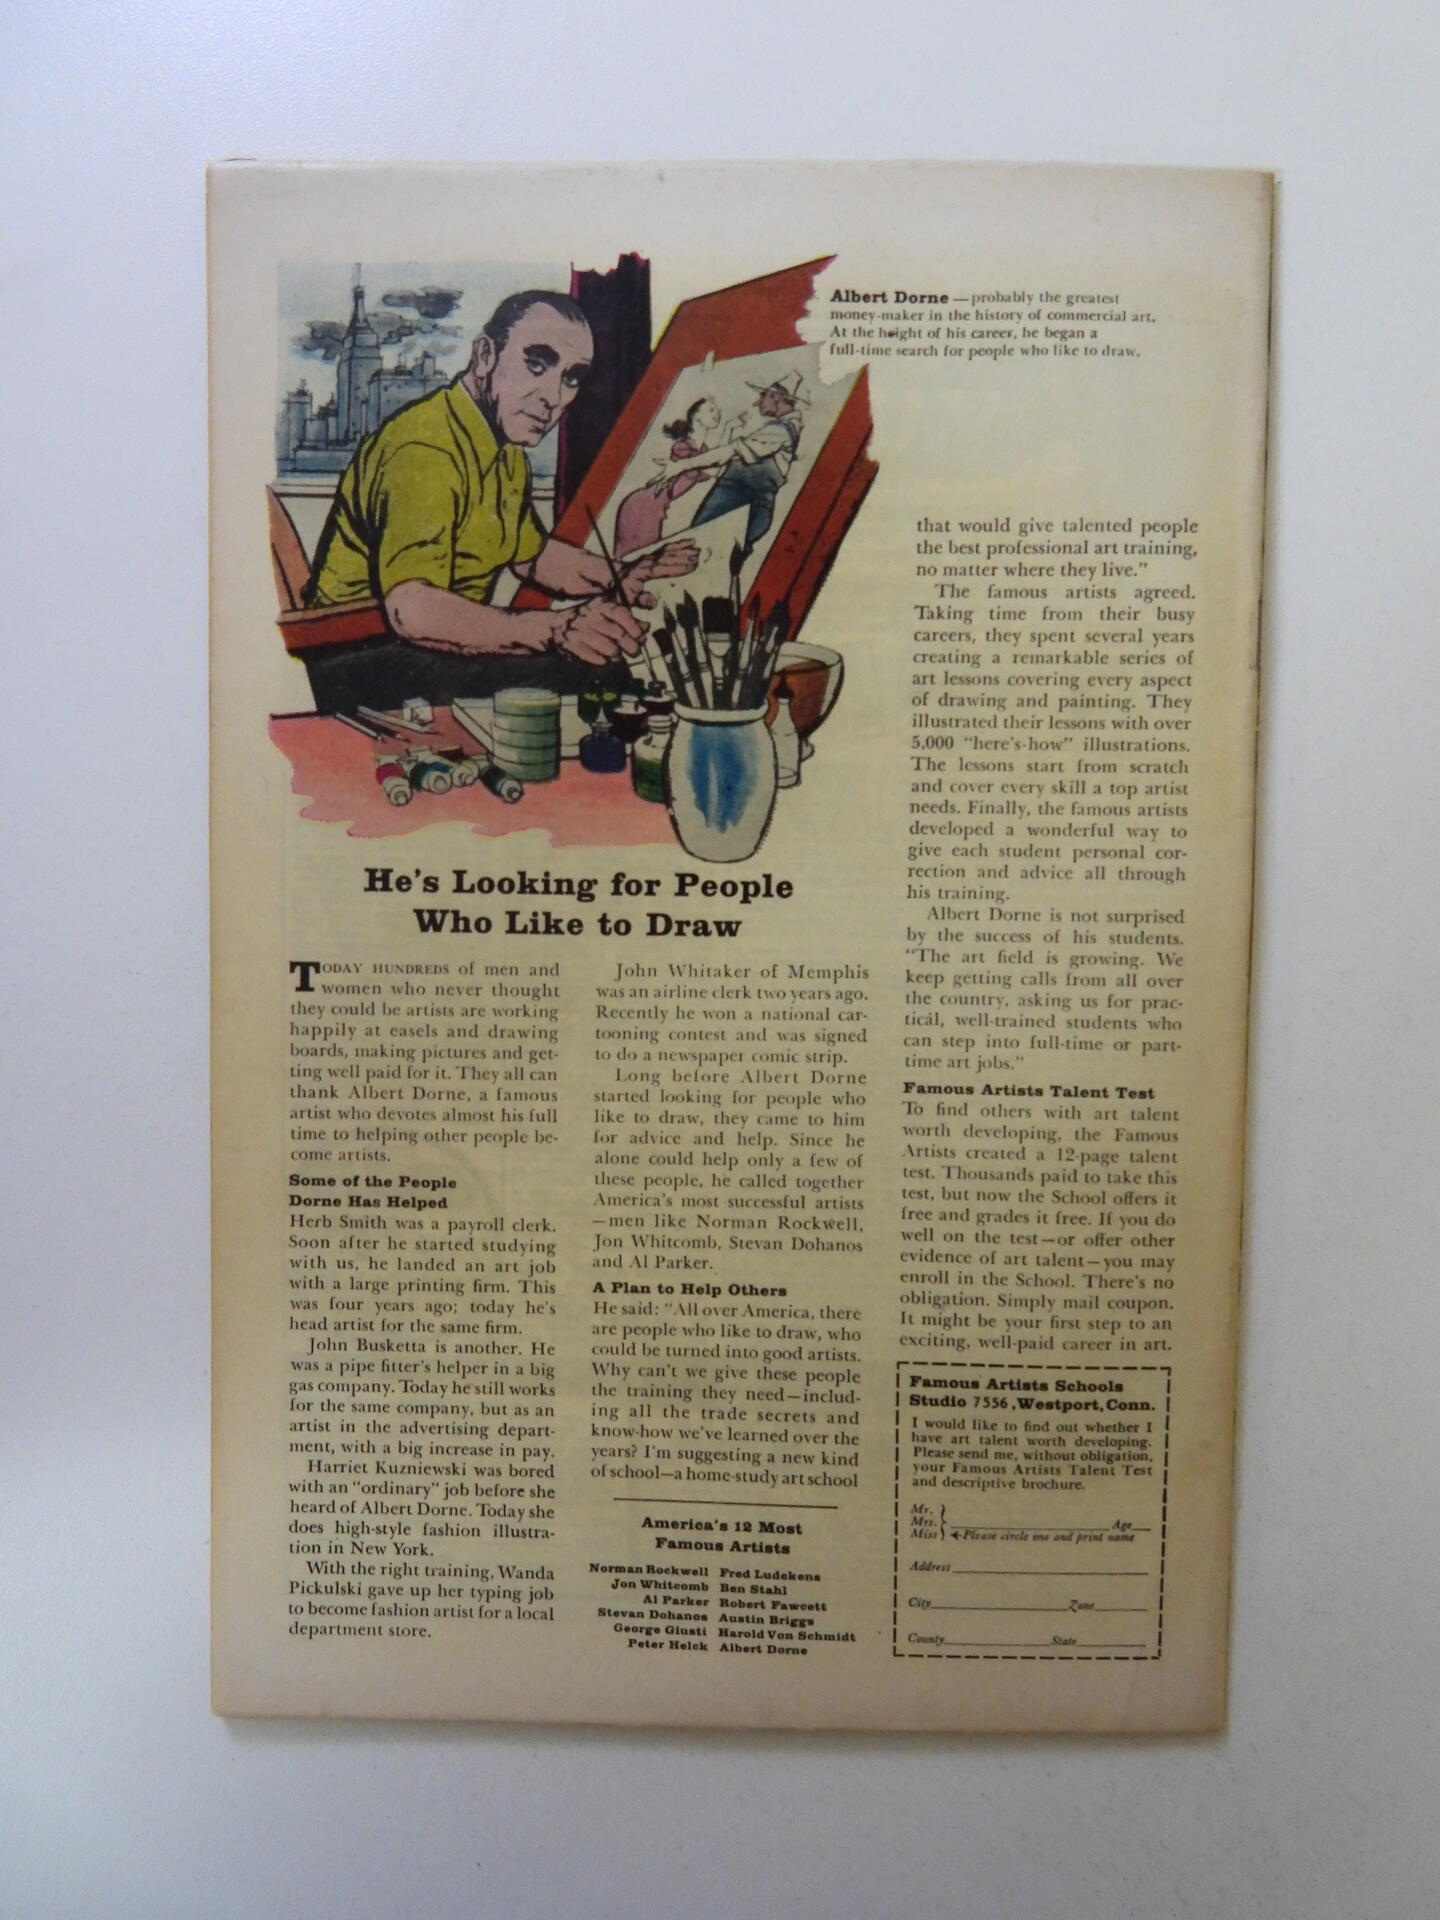 Albert Dorne — probably the greatest
money-maker in the history of commercial art.
At the height of his career, he began a
full-time search for people who like to draw.
He's Looking for People
Who Like to Draw
TODAY HUNDREDS of men and
women who never thought
they could be artists are working
happily at easels and drawing
boards, making pictures and get-
ting well paid for it. They all can
thank Albert Dorne, a famous
artist who devotes almost his full
time to helping other people be-
come artists.
Some of the People
Dorne Has Helped
Herb Smith was a payroll clerk.
Soon after he started studying
with us, he landed an art job
with a large printing firm. This
was four years ago; today he's
head artist for the same firm.
John Busketta is another. He
was a pipe fitter's helper in a big
gas company. Today he still works
for the same company, but as an
artist in the advertising depart-
ment, with a big increase in pay.
Harriet Kuzniewski was bored
with an "ordinary" job before she
heard of Albert Dorne. Today she
does high-style fashion illustra-
tion in New York.
With the right training, Wanda
Pickulski gave up her typing job
to become fashion artist for a local
department store.
John Whitaker of Memphis
was an airline clerk two years ago.
Recently he won a national car-
tooning contest and was signed
to do a newspaper comic strip.
Long before Albert Dorne
started looking for people who
like to draw, they came to him
for advice and help. Since he
alone could help only a few of
these people, he called together
America's most successful artists
—men like Norman Rockwell,
Jon Whitcomb, Stevan Dohanos
and Al Parker.
A Plan to Help Others
He said: "All over America, there
are people who like to draw, who
could be turned into good artists.
Why can't we give these people
the training they need—includ-
ing all the trade secrets and
know-how we've learned over the
years? I'm suggesting a new kind
of school—a home-study art school
America's 12 Most
Famous Artists
Norman Rockwell Fred Ludekens
Jon Whitcomb Ben Stahl
Al Parker Robert Fawcett
Stevan Dohanos Austin Briggs
George Giusti Harold Von Schmidt
Peter Helck Albert Dorne
that would give talented people
the best professional art training,
no matter where they live."
The famous artists agreed.
Taking time from their busy
careers, they spent several years
creating a remarkable series of
art lessons covering every aspect
of drawing and painting. They
illustrated their lessons with over
5,000 "here's-how" illustrations.
The lessons start from scratch
and cover every skill a top artist
needs. Finally, the famous artists
developed a wonderful way to
give each student personal cor-
rection and advice all through
his training.
Albert Dorne is not surprised
by the success of his students.
"The art field is growing. We
keep getting calls from all over
the country, asking us for prac-
tical, well-trained students who
can step into full-time or part-
time art jobs."
Famous Artists Talent Test
To find others with art talent
worth developing, the Famous
Artists created a 12-page talent
test. Thousands paid to take this
test, but now the School offers it
free and grades it free. If you do
well on the test—or offer other
evidence of art talent—you may
enroll in the School. There's no
obligation. Simply mail coupon.
It might be your first step to an
exciting, well-paid career in art.
Famous Artists Schools
Studio 7556, Westport, Conn.
I would like to find out whether I
have art talent worth developing.
Please send me, without obligation,
your Famous Artists Talent Test
and descriptive brochure.
Mr.
Mrs. Age
Miss Please circle one and print name
Address
City Zone
County State